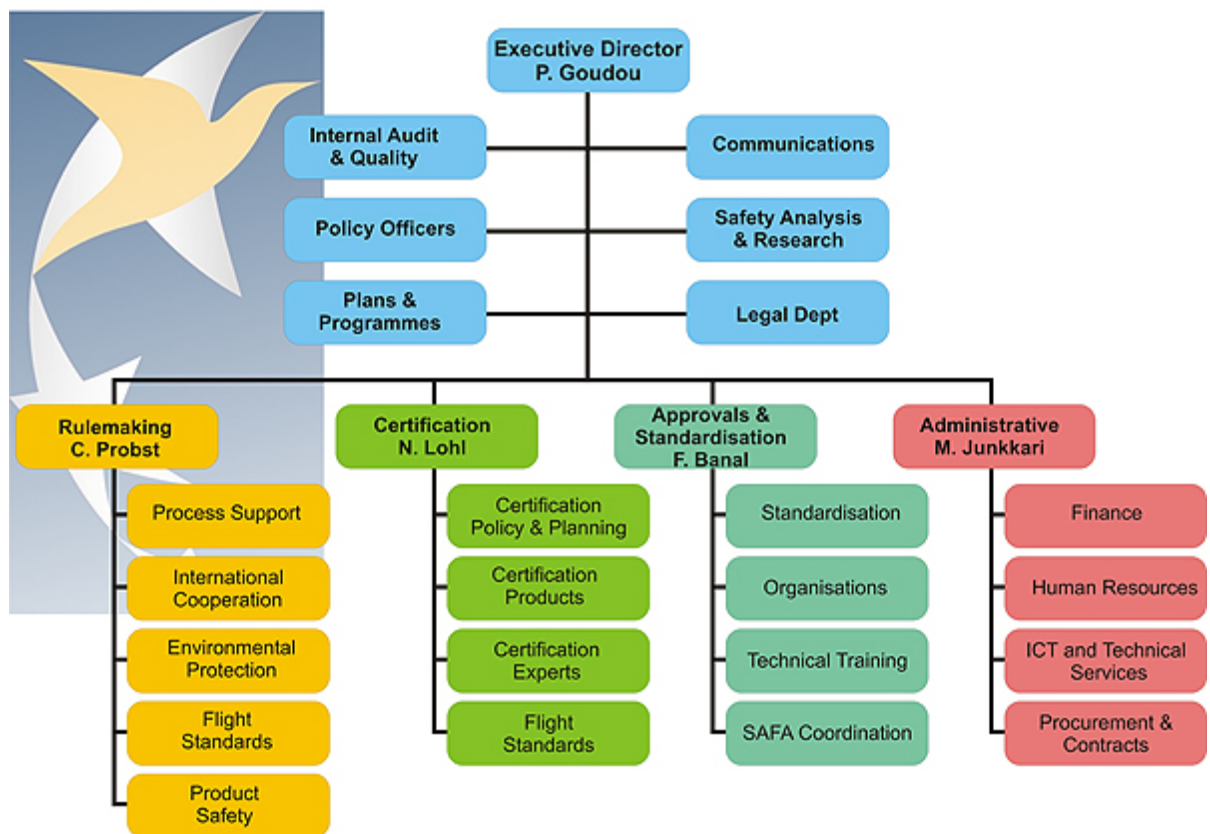 Executive Director
P. Goudou
Internal Audit
& Quality
Communications
Policy Officers
Safety Analysis
& Research
Plans &
Programmes
Legal Dept
Rulemaking
C. Probst
Certification
N. Lohl
Approvals &
Standardisation
F. Banal
Administrative
M. Junkkari
Process Support
International
Cooperation
Environmental
Protection
Flight
Standards
Product
Safety
Certification
Policy & Planning
Certification
Products
Certification
Experts
Flight
Standards
Standardisation
Organisations
Technical Training
SAFA Coordination
Finance
Human Resources
ICT and Technical
Services
Procurement &
Contracts